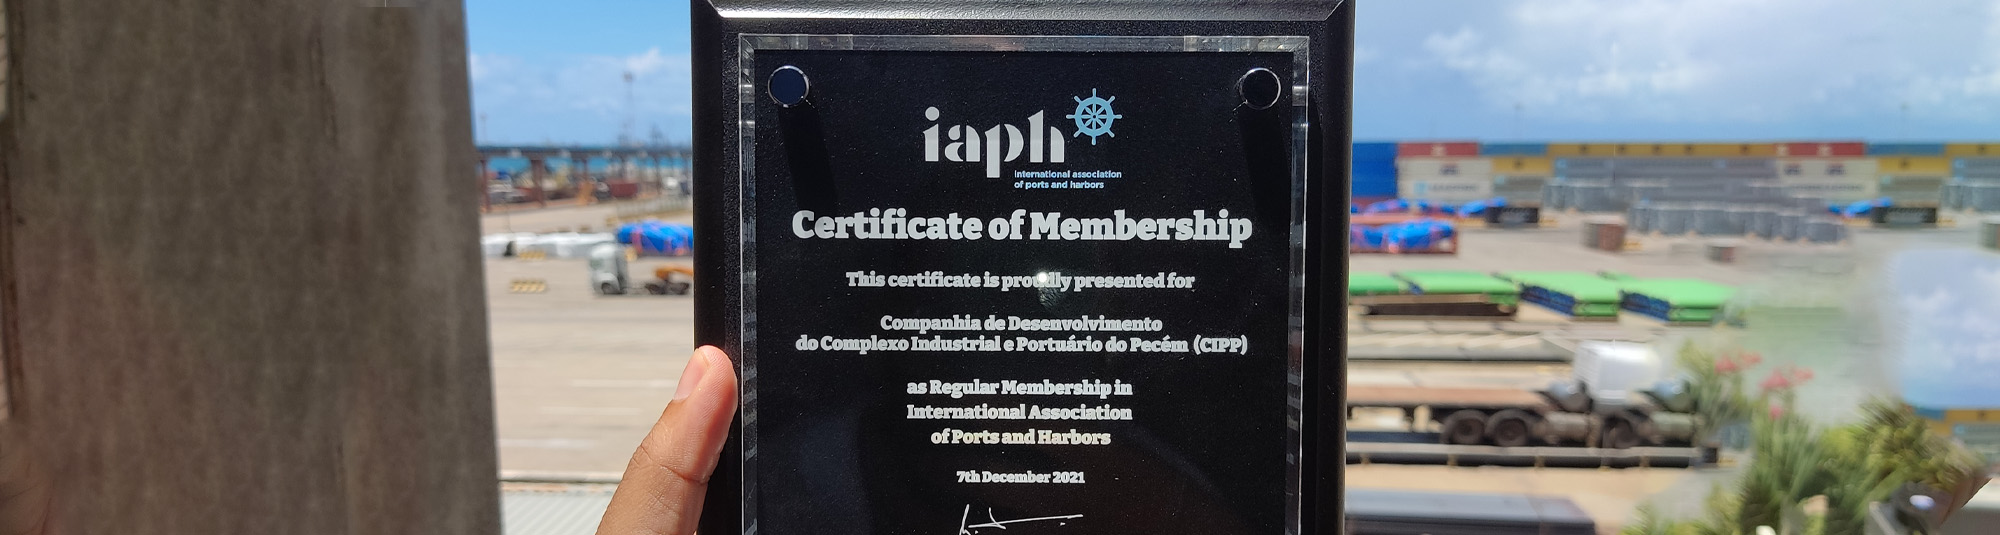 iaph
international association
of ports and harbors
Certificate of Membership
This certificate is proudly presented for
Companhia de Desenvolvimento
do Complexo Industrial e Portuário do Pecém (CIPP)
as Regular Membership in
International Association
of Ports and Harbors
7th December 2021